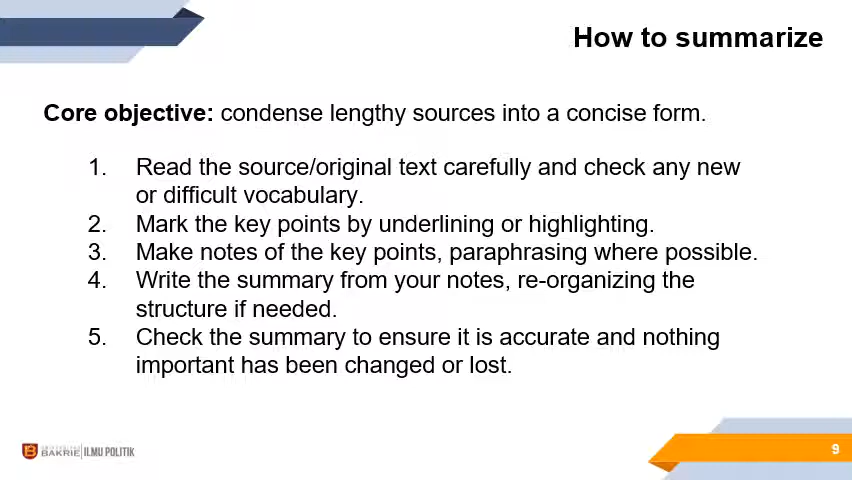 How to summarize
Core objective: condense lengthy sources into a concise form.
1. Read the source/original text carefully and check any new
or difficult vocabulary.
2. Mark the key points by underlining or highlighting.
3. Make notes of the key points, paraphrasing where possible.
4. Write the summary from your notes, re-organizing the
structure if needed.
5. Check the summary to ensure it is accurate and nothing
important has been changed or lost.
UNIVERSITAS
BAKRIE ILMU POLITIK
9